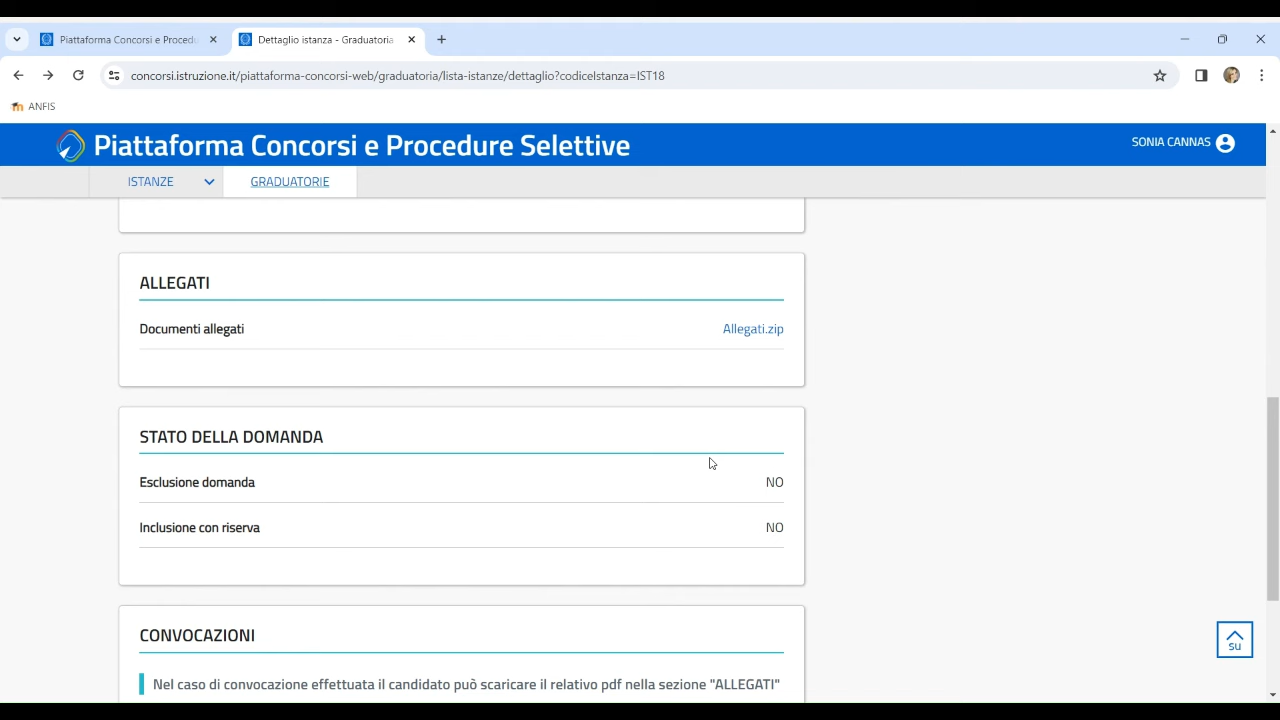 Piattaforma Concorsi e Procedu
Dettaglio istanza - Graduatoria
concorsi.istruzione.it/piattaforma-concorsi-web/graduatoria/lista-istanze/dettaglio?codiceIstanza=IST18
ANFIS
Piattaforma Concorsi e Procedure Selettive
SONIA CANNAS
ISTANZE
GRADUATORIE
ALLEGATI
Documenti allegati
Allegati.zip
STATO DELLA DOMANDA
Esclusione domanda
NO
Inclusione con riserva
NO
CONVOCAZIONI
su
Nel caso di convocazione effettuata il candidato può scaricare il relativo pdf nella sezione "ALLEGATI"